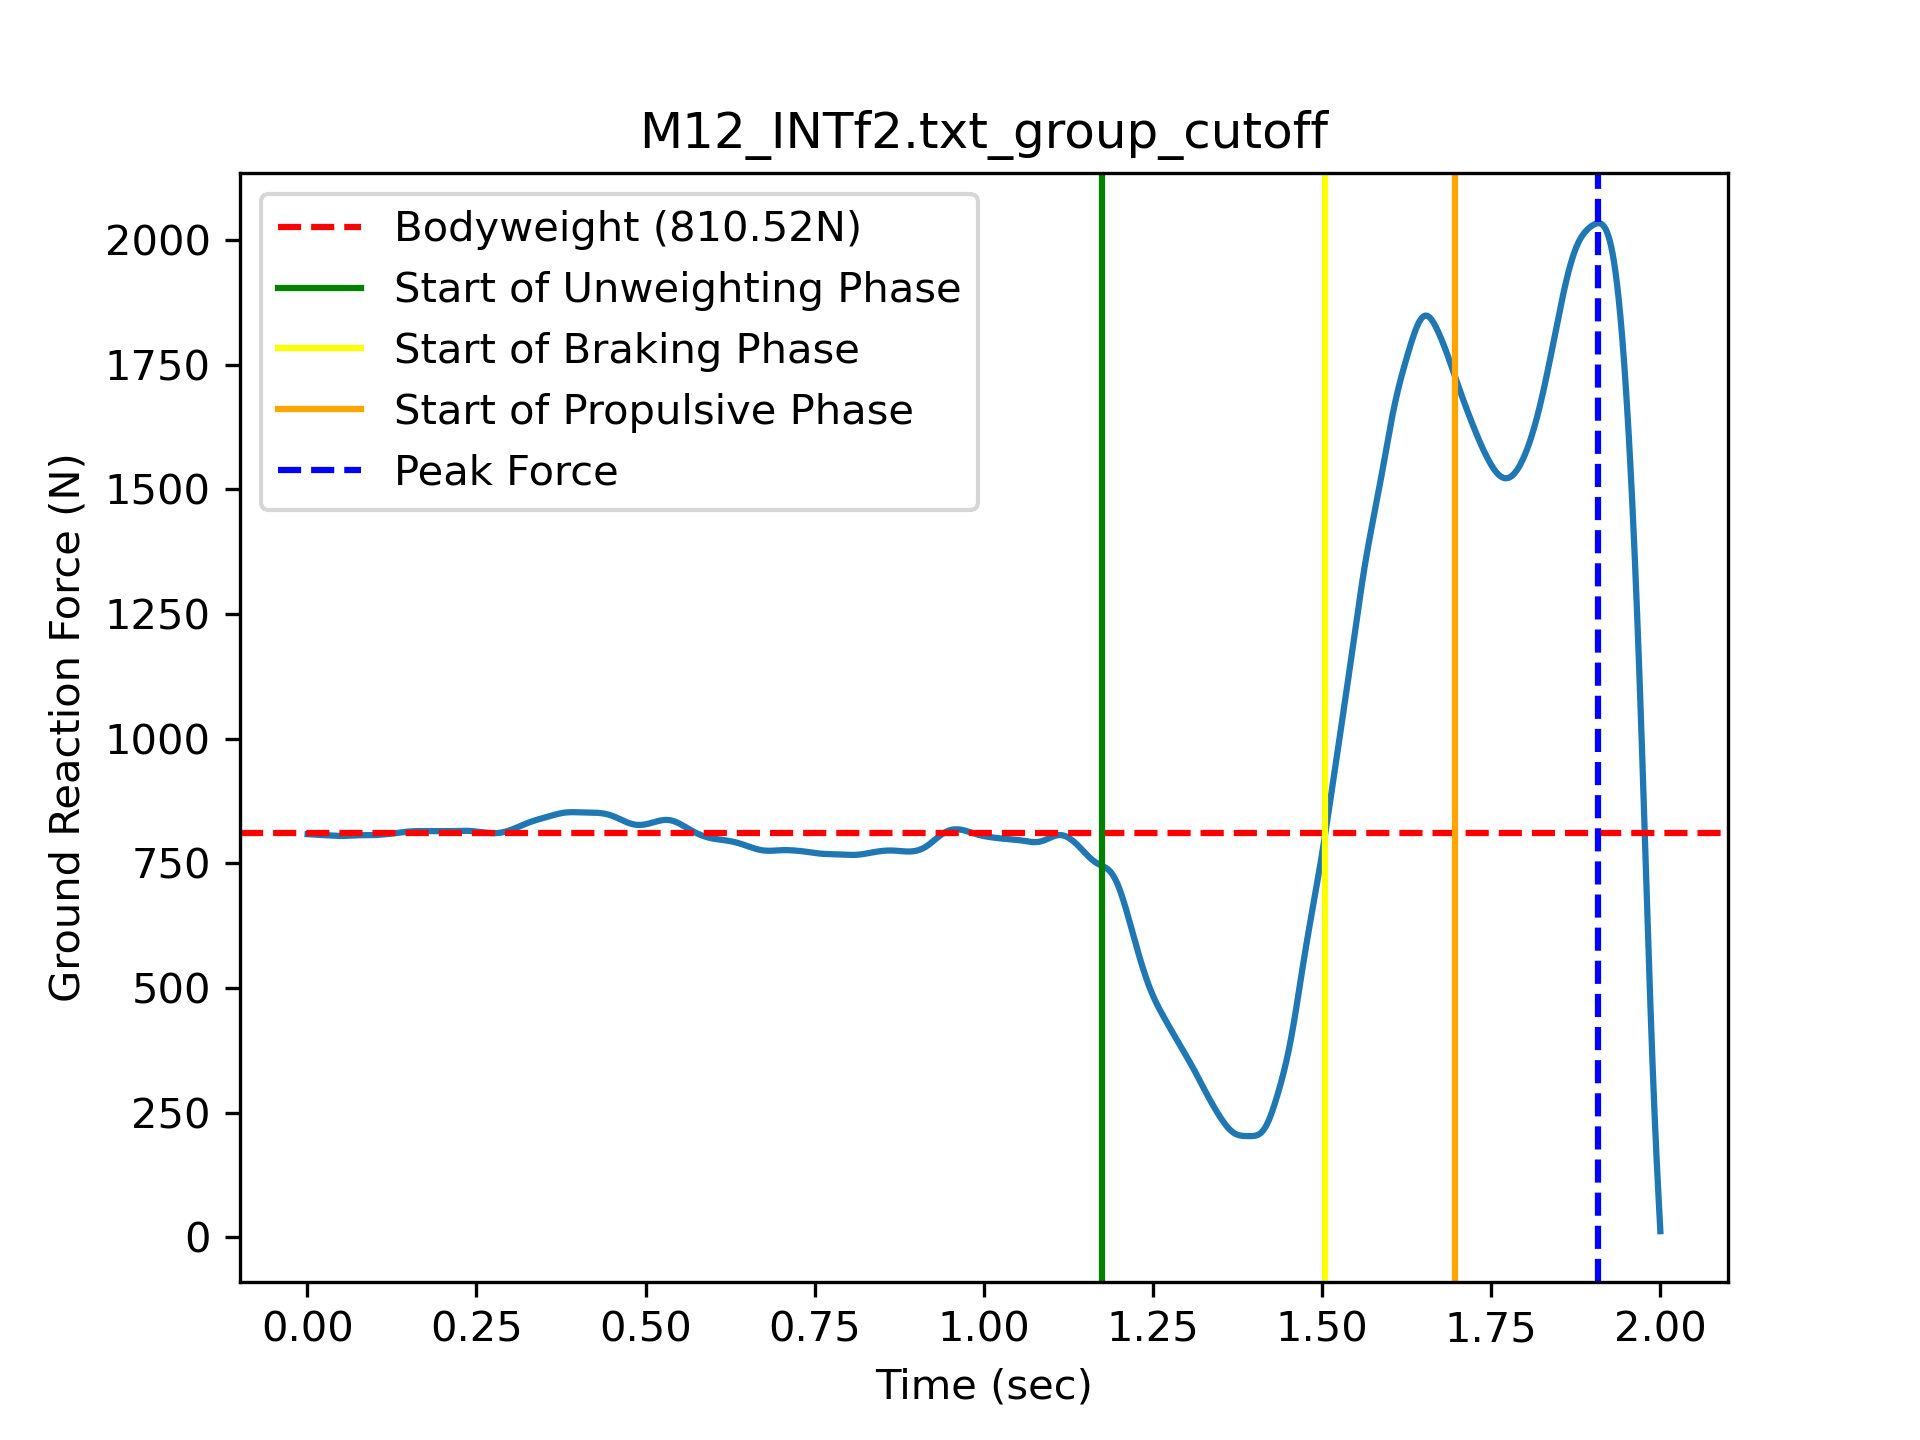 M12_INTf2.txt_group_cutoff
Bodyweight (810.52N)
Start of Unweighting Phase
Start of Braking Phase
Start of Propulsive Phase
Peak Force
Ground Reaction Force (N)
2000
1750
1500
1250
1000
750
500
250
0
0.00 0.25 0.50 0.75 1.00 1.25 1.50 1.75 2.00
Time (sec)